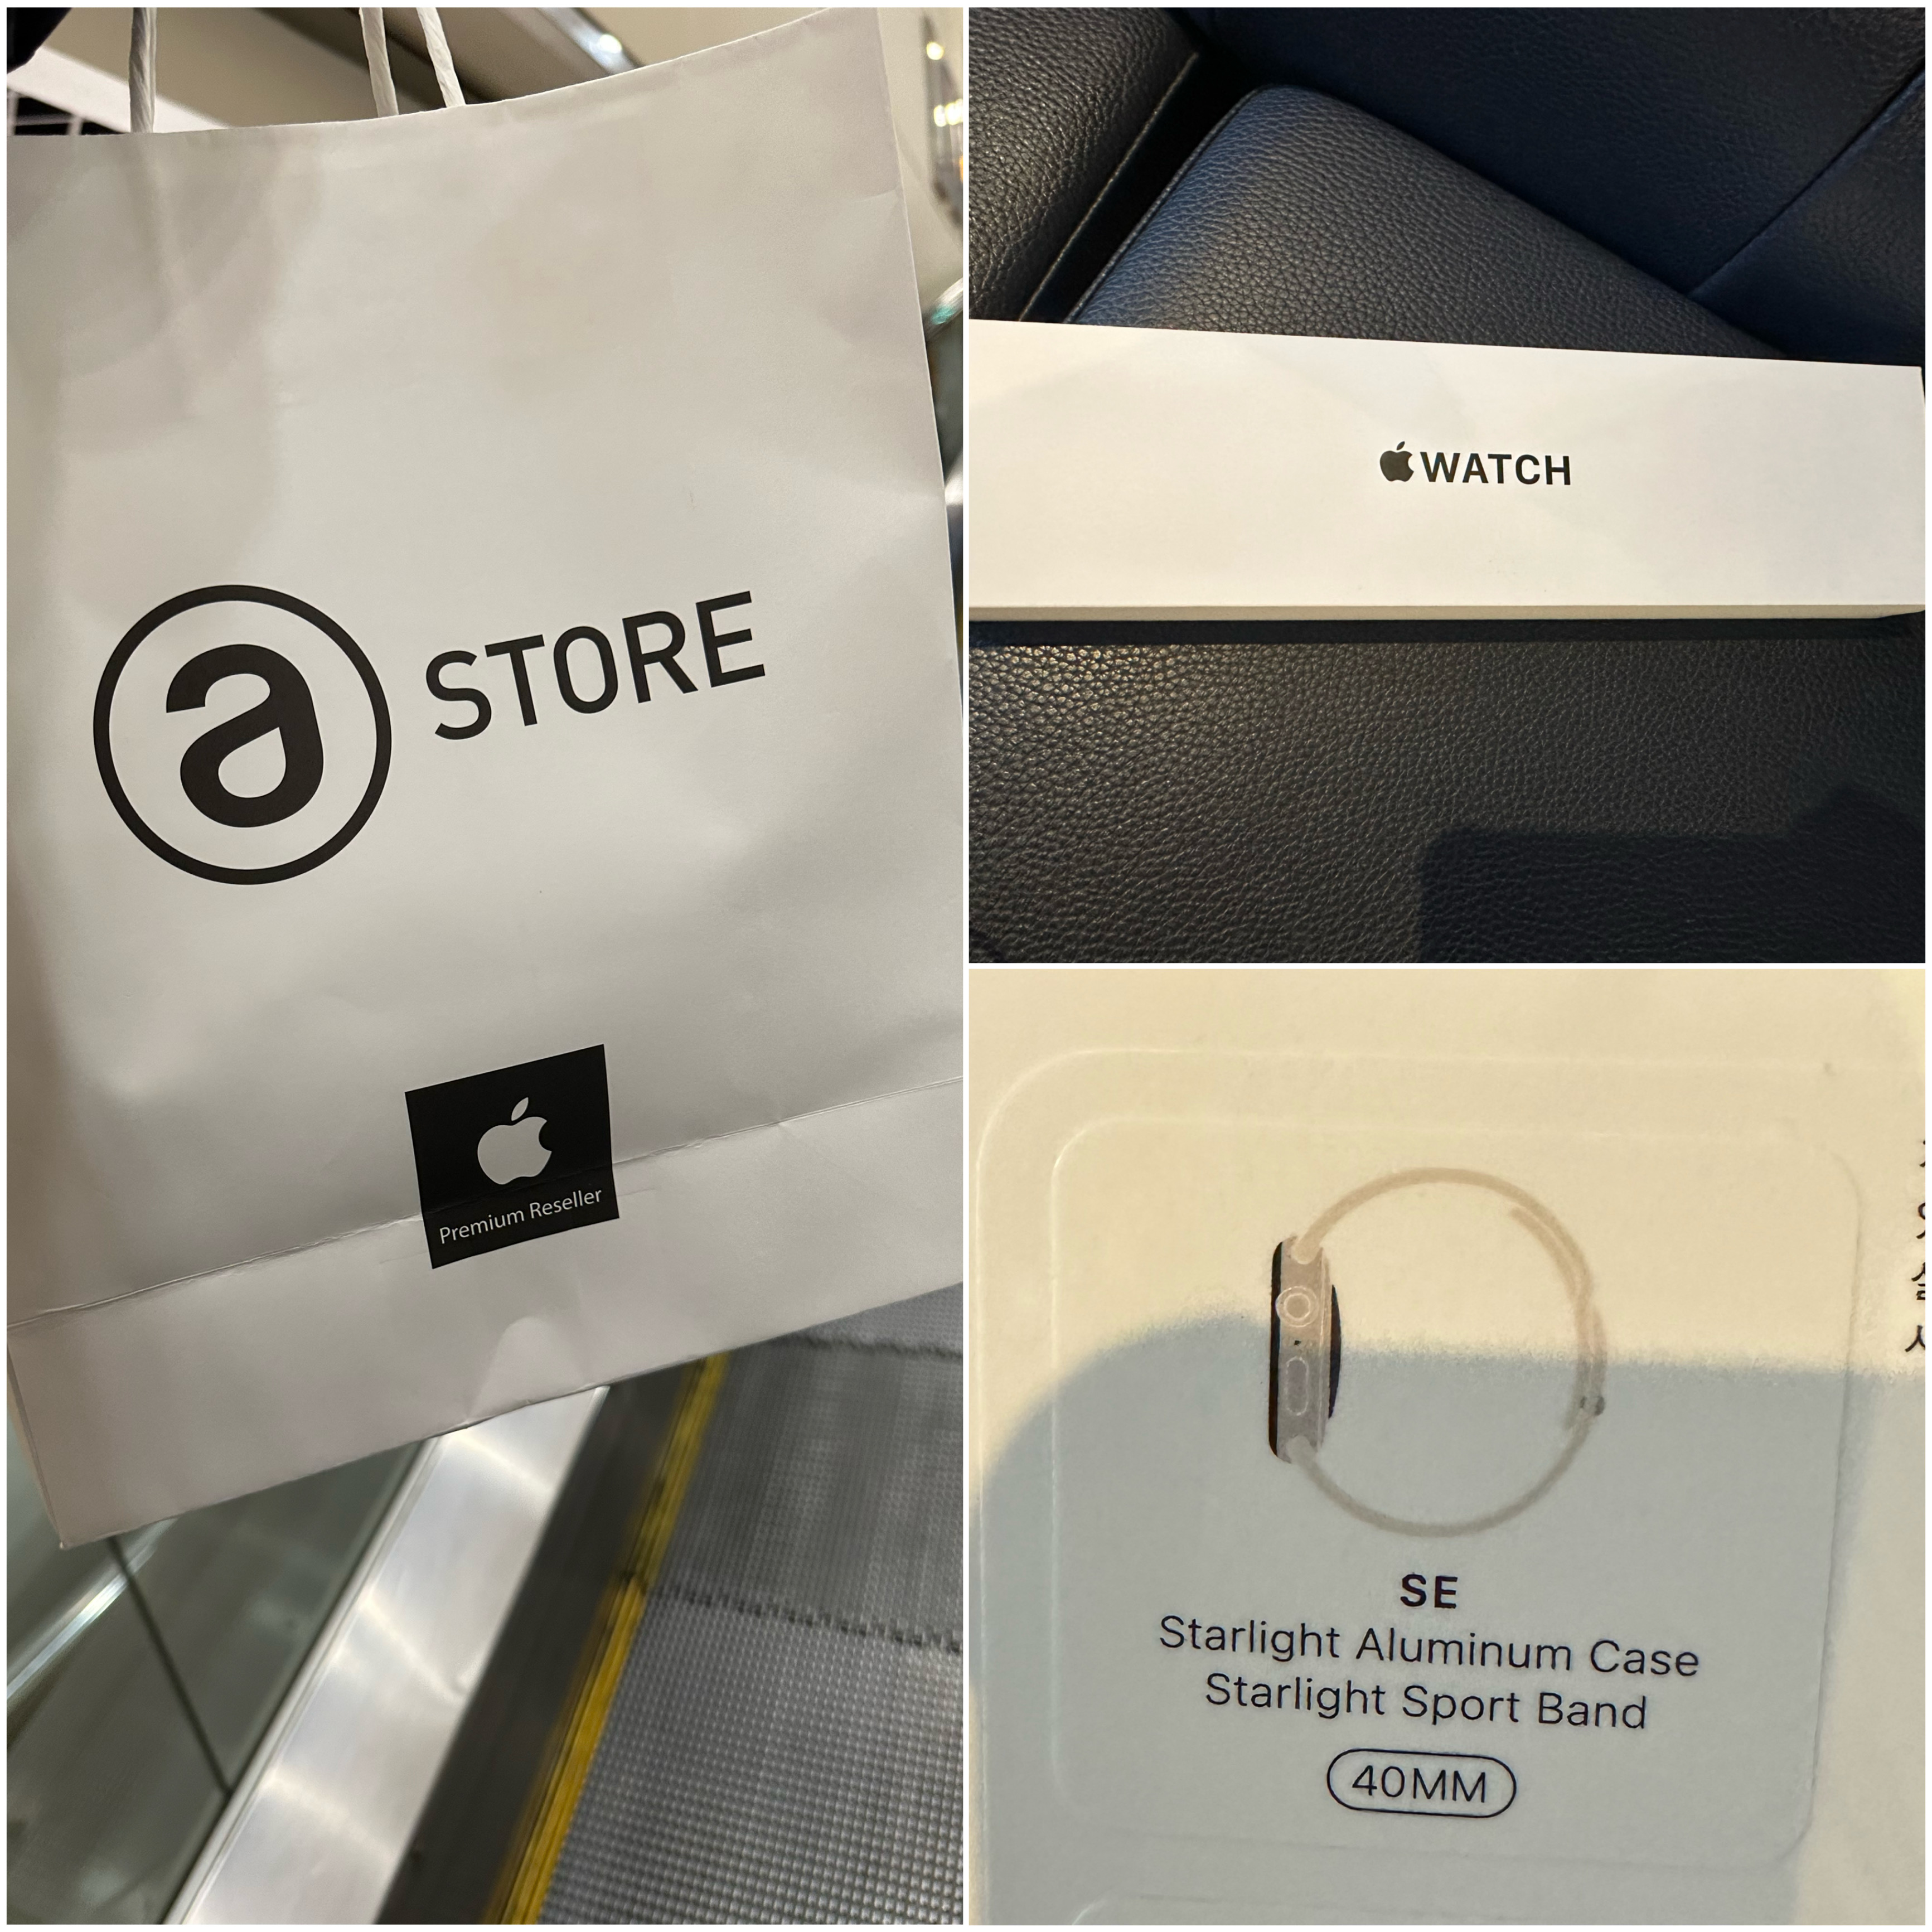 a STORE
Premium Reseller
WATCH
SE
Starlight Aluminum Case
Starlight Sport Band
40MM